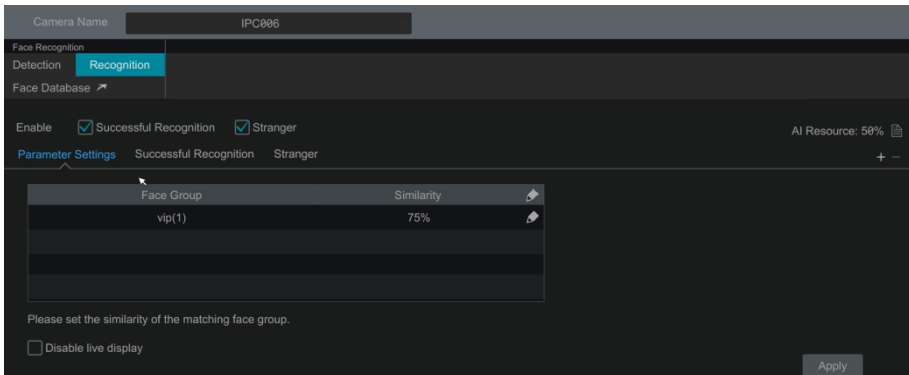 Camera Name IPC006
Face Recognition
Detection Recognition
Face Database
Enable Successful Recognition Stranger AI Resource: 50%
Parameter Settings Successful Recognition Stranger + −
Face Group Similarity
vip(1) 75%
Please set the similarity of the matching face group.
Disable live display
Apply